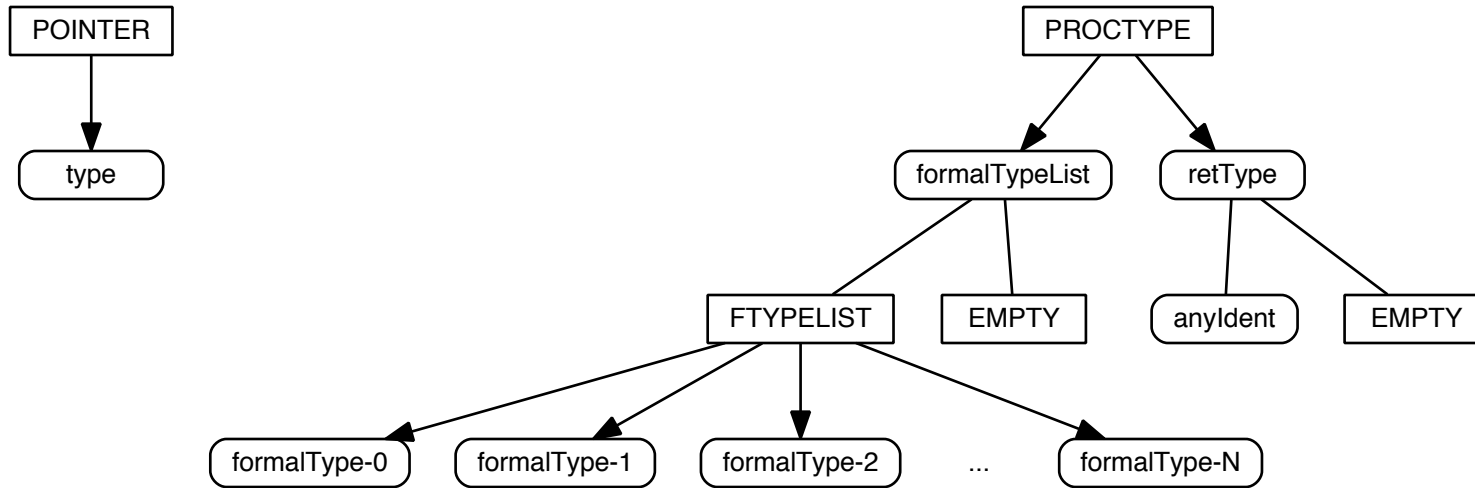 POINTER
PROCTYPE
type
formalTypeList
retType
FTYPELIST
EMPTY
anyIdent
EMPTY
formalType-0
formalType-1
formalType-2
...
formalType-N